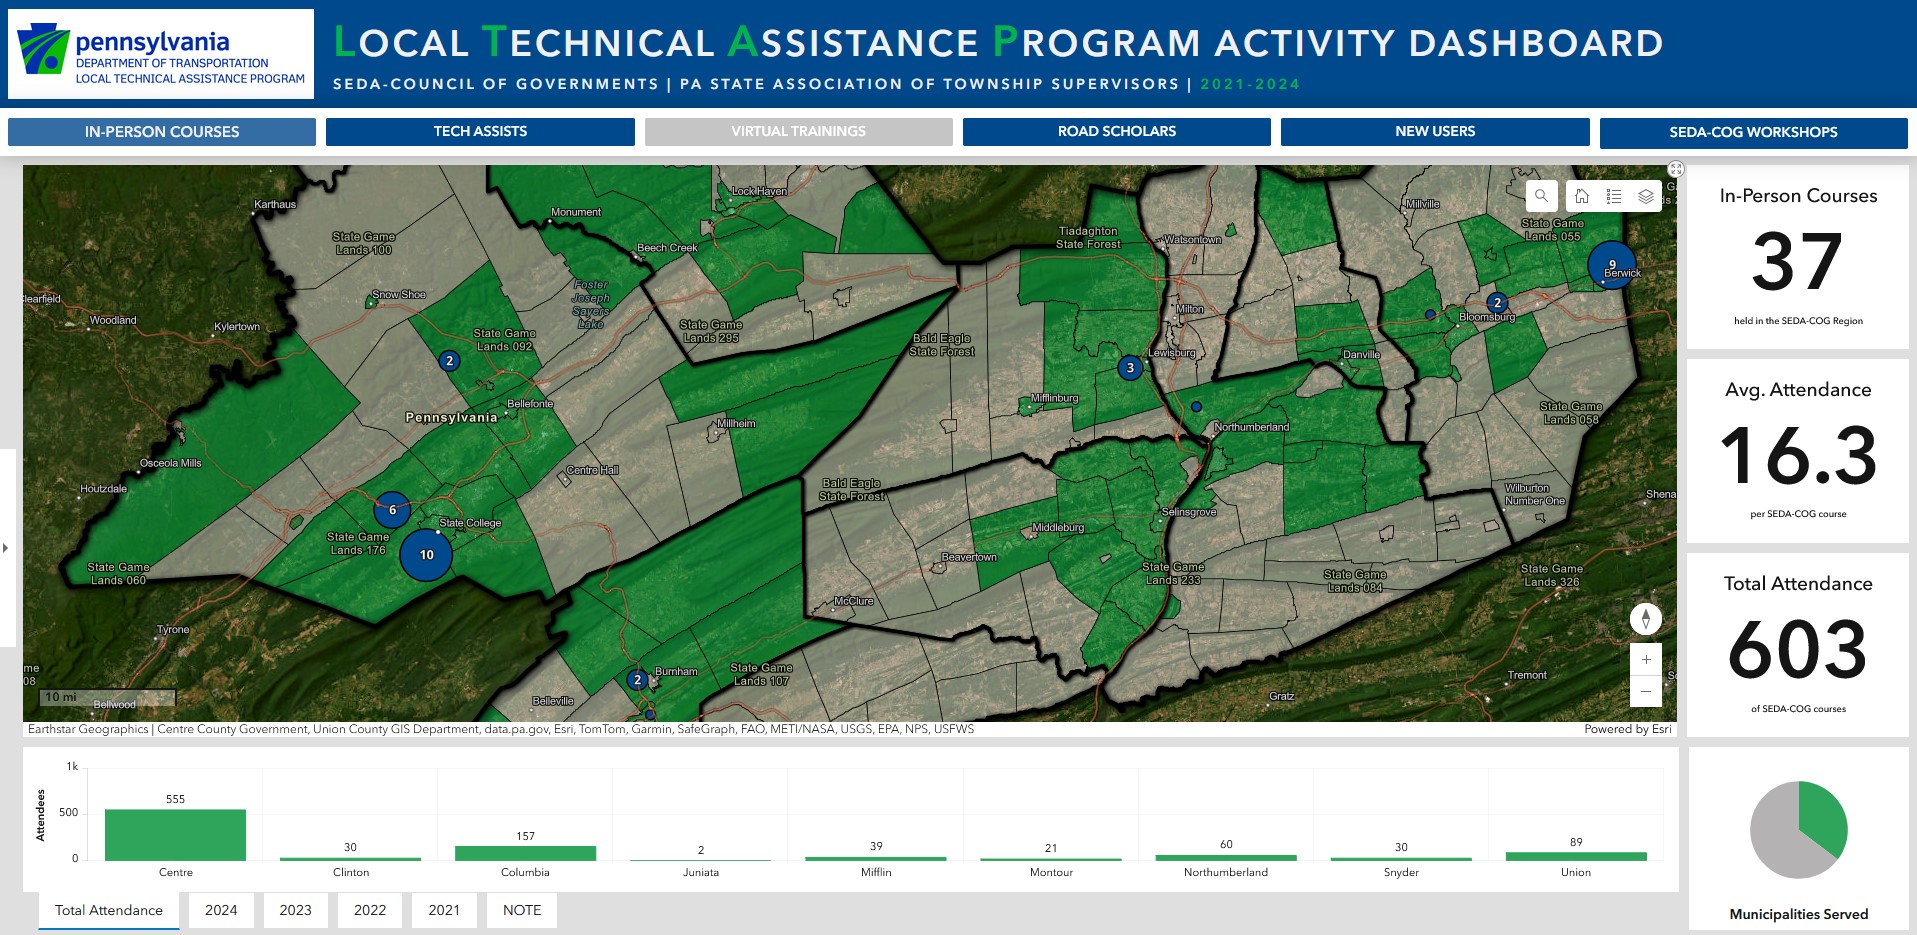 pennsylvania
DEPARTMENT OF TRANSPORTATION
LOCAL TECHNICAL ASSISTANCE PROGRAM
LOCAL TECHNICAL ASSISTANCE PROGRAM ACTIVITY DASHBOARD
SEDA-COUNCIL OF GOVERNMENTS | PA STATE ASSOCIATION OF TOWNSHIP SUPERVISORS | 2021-2024
IN-PERSON COURSES
TECH ASSISTS
VIRTUAL TRAININGS
ROAD SCHOLARS
NEW USERS
SEDA-COG WORKSHOPS
Karthaus
Monument
Lock Haven
Beech Creek
State Game
Lands 100
Snow Shoe
Foster
Joseph
Sayers
Lake
Clearfield
Woodland
Kylertown
State Game
Lands 092
State Game
Lands 295
Bald Eagle
State Forest
Tiadaghton
State Forest
Watsontown
Millville
State Game
Lands 055
9
Berwick
2
Bloomsburg
Milton
Lewisburg
3
Danville
2
Pennsylvania
Bellefonte
Millheim
Mifflinburg
Northumberland
State Game
Lands 058
Osceola Mills
Houtzdale
Centre Hall
Bald Eagle
State Forest
Wilburton
Number One
Shena
6
State College
10
State Game
Lands 176
Selinsgrove
Middleburg
Beavertown
State Game
Lands 060
State Game
Lands 233
State Game
Lands 084
State Game
Lands 326
McClure
Tyrone
me
08
2
Burnham
State Game
Lands 107
Belleville
Tremont
Gratz
10 mi
Bellwood
+
−
Earthstar Geographics | Centre County Government, Union County GIS Department, data.pa.gov, Esri, TomTom, Garmin, SafeGraph, FAO, METI/NASA, USGS, EPA, NPS, USFWS
Powered by Esri
In-Person Courses
37
held in the SEDA-COG Region
Avg. Attendance
16.3
per SEDA-COG course
Total Attendance
603
of SEDA-COG courses
Attendees
1k
500
0
555
30
157
2
39
21
60
30
89
Centre
Clinton
Columbia
Juniata
Mifflin
Montour
Northumberland
Snyder
Union
Total Attendance
2024
2023
2022
2021
NOTE
Municipalities Served